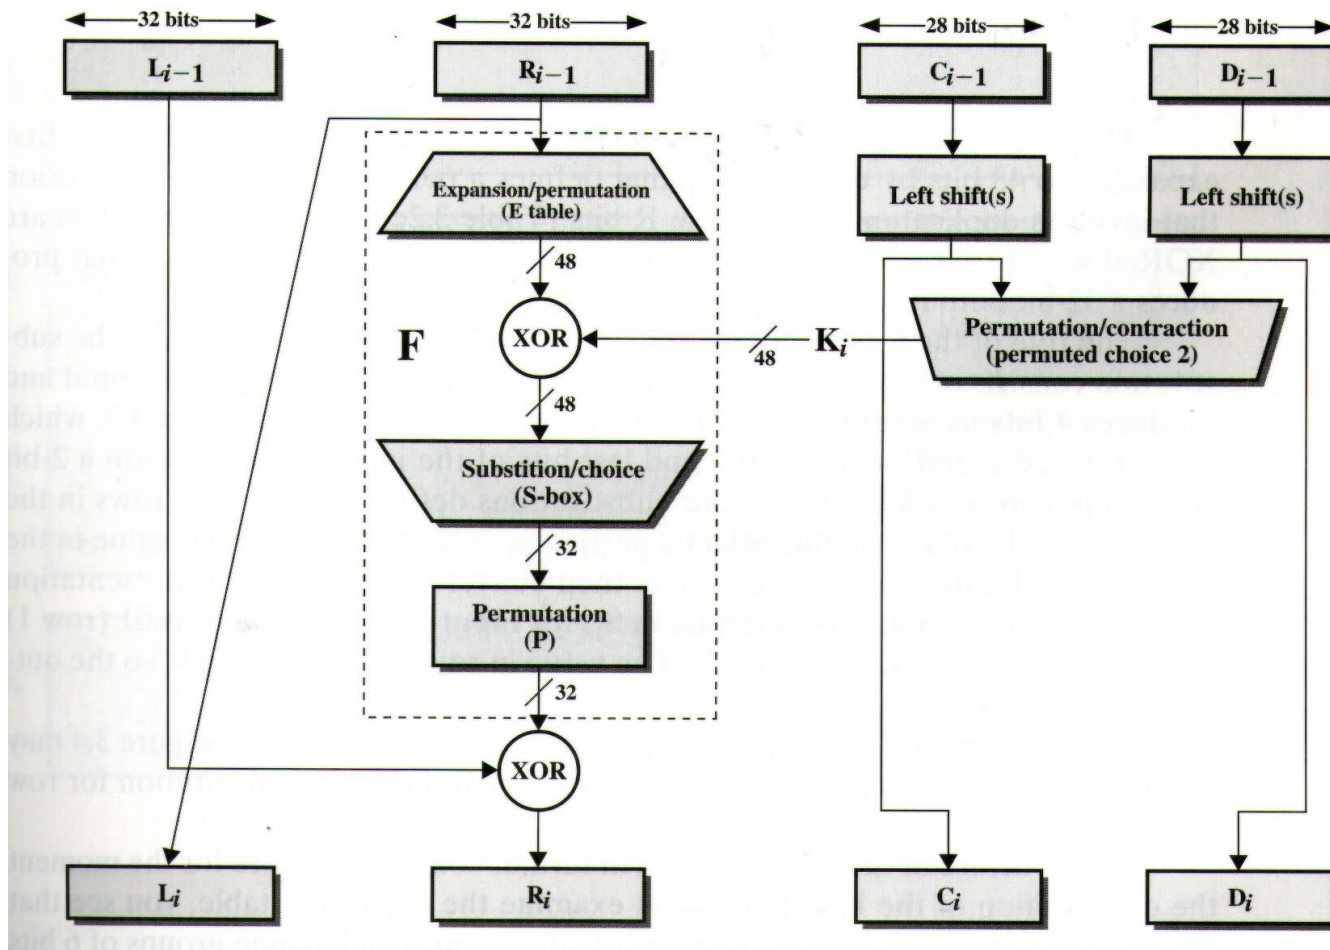 32 bits
32 bits
28 bits
28 bits
Li−1
Ri−1
Ci−1
Di−1
Expansion/permutation
(E table)
Left shift(s)
Left shift(s)
48
F
XOR
48
Ki
Permutation/contraction
(permuted choice 2)
48
Substition/choice
(S-box)
32
Permutation
(P)
32
XOR
Li
Ri
Ci
Di